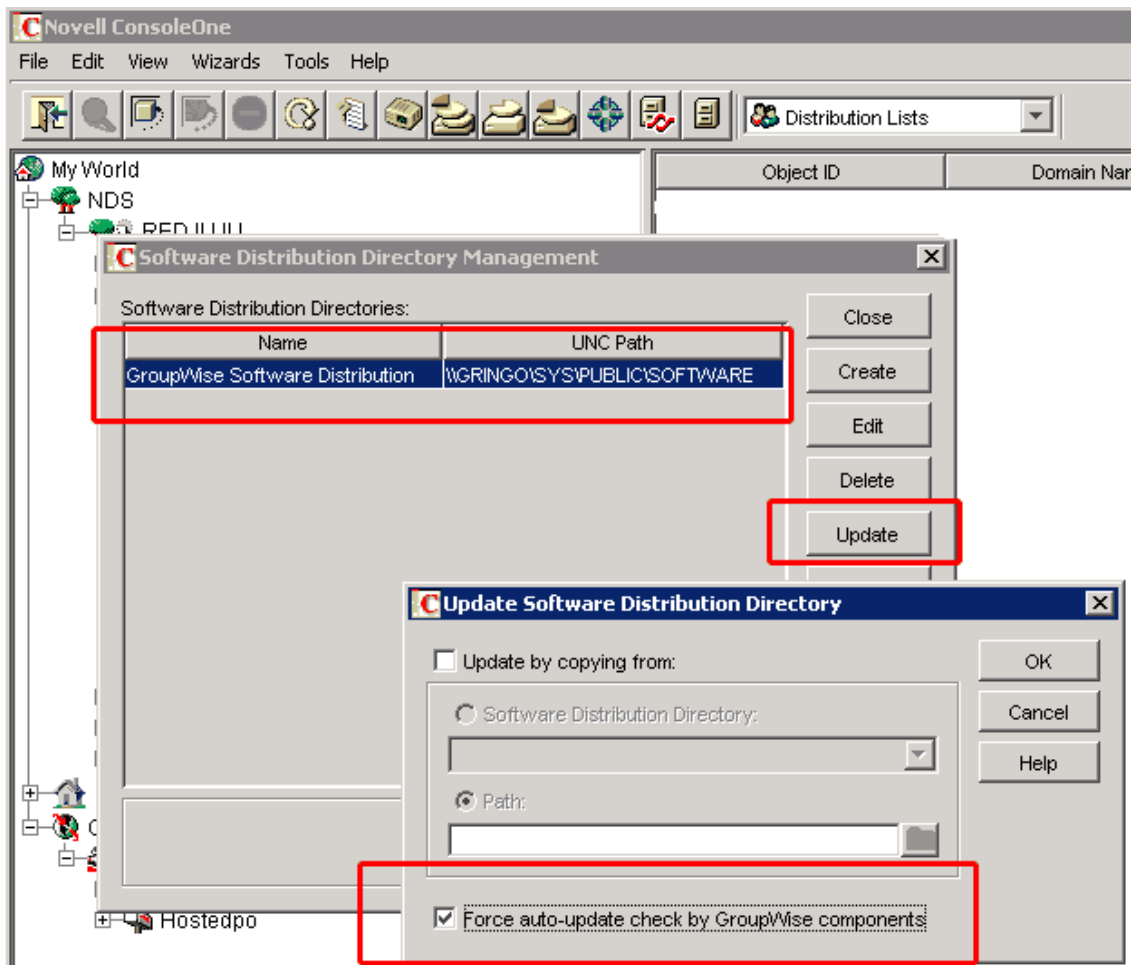 Novell ConsoleOne
File Edit View Wizards Tools Help
Distribution Lists
My World
NDS
Object ID
Domain Nar
Software Distribution Directory Management
Software Distribution Directories:
Name
UNC Path
GroupWise Software Distribution
\\GRINGO\SYS\PUBLIC\SOFTWARE
Close
Create
Edit
Delete
Update
Update Software Distribution Directory
Update by copying from:
Software Distribution Directory:
Path:
OK
Cancel
Help
Force auto-update check by GroupWise components
Hostedpo